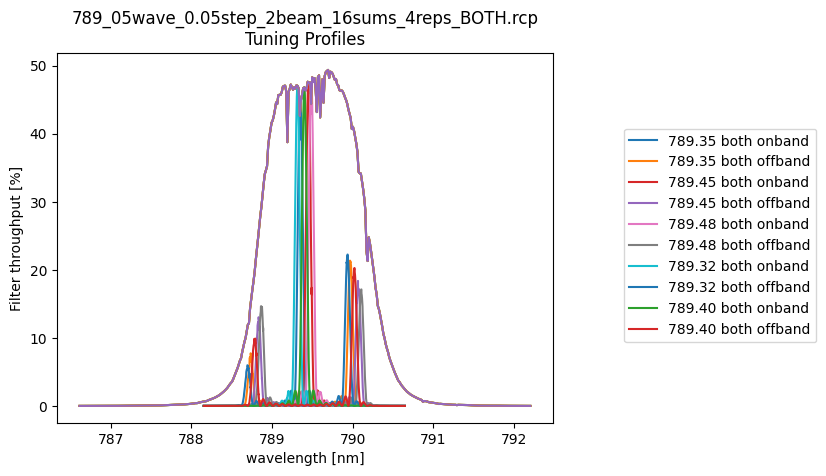 789_05wave_0.05step_2beam_16sums_4reps_BOTH.rcp
Tuning Profiles
50
40
30
20
10
0
Filter throughput [%]
787
788
789
790
791
792
wavelength [nm]
789.35 both onband
789.35 both offband
789.45 both onband
789.45 both offband
789.48 both onband
789.48 both offband
789.32 both onband
789.32 both offband
789.40 both onband
789.40 both offband